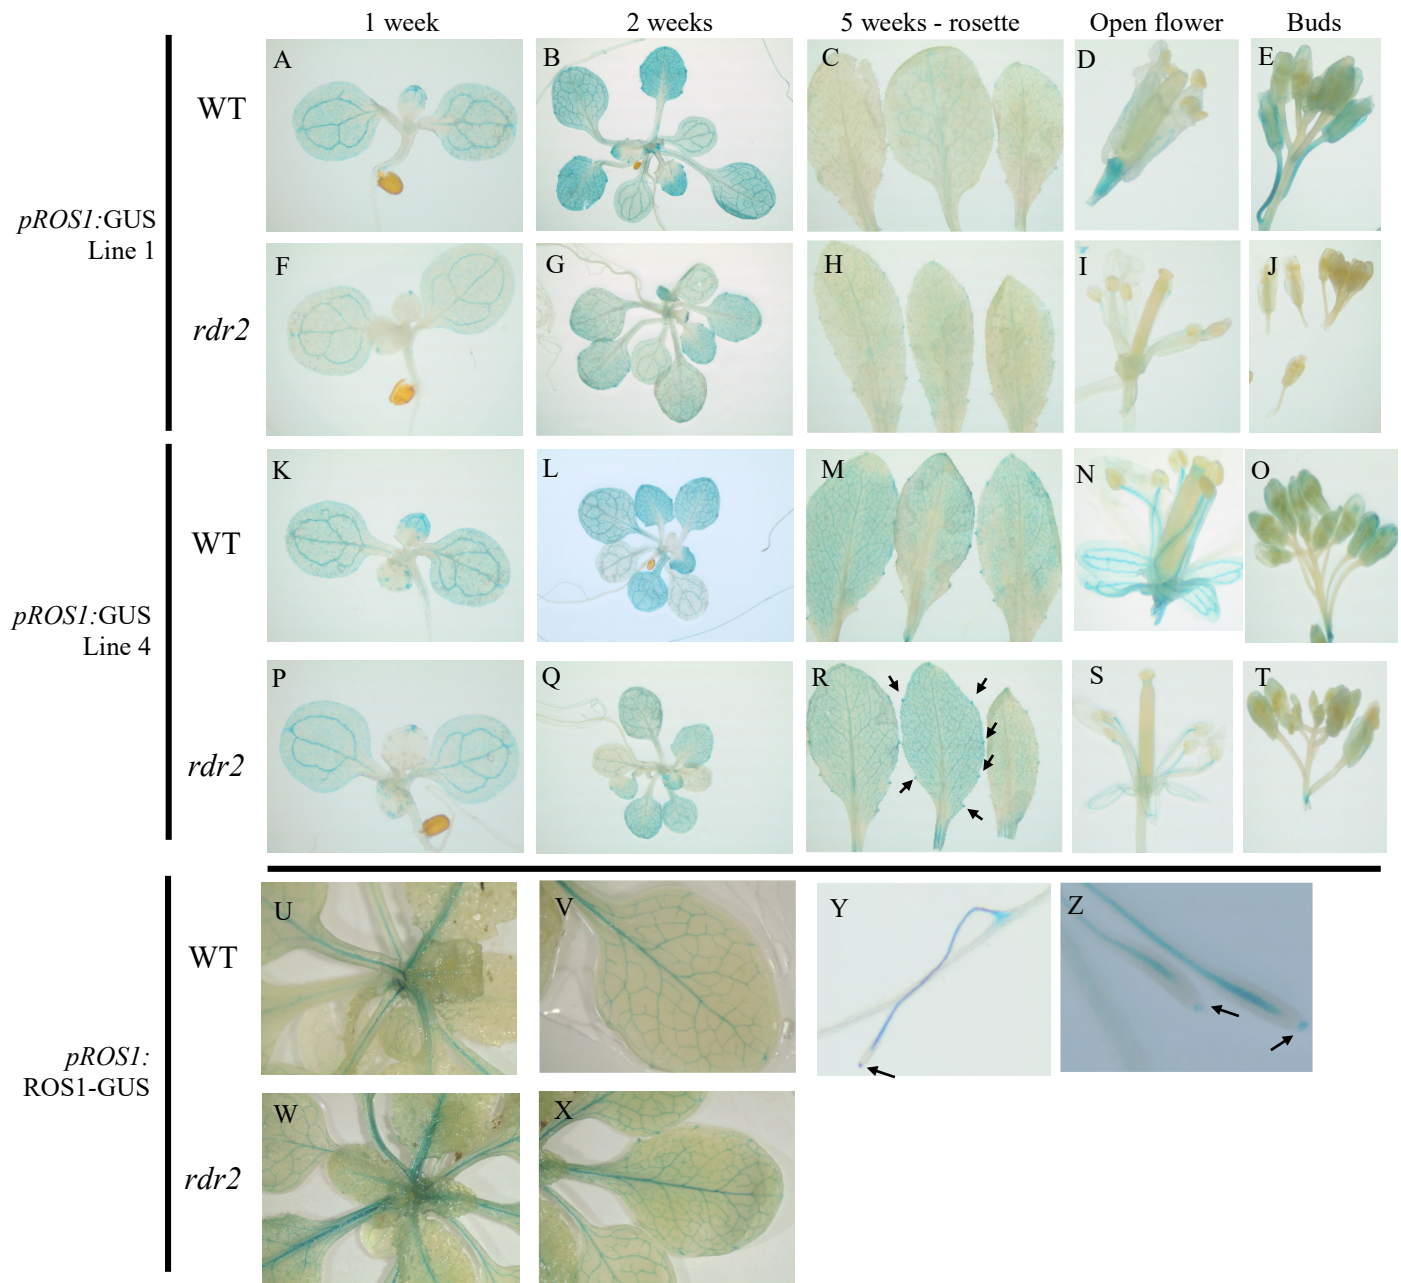 1 week 2 weeks 5 weeks - rosette Open flower Buds
A B C D E
WT
pROS1:GUS
Line 1
F G H I J
rdr2
K L M N O
WT
pROS1:GUS
Line 4
P Q R S T
rdr2
U V Y Z
WT
pROS1:
ROS1-GUS
W X
rdr2